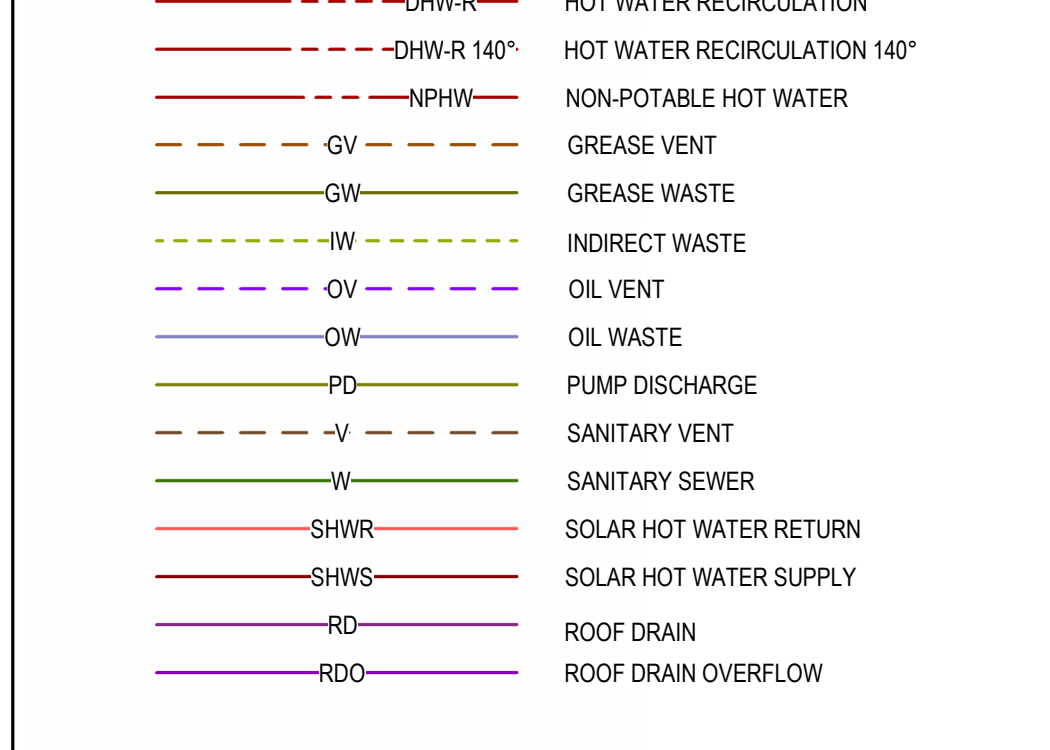 DHW-R HOT WATER RECIRCULATION
DHW-R 140° HOT WATER RECIRCULATION 140°
NPHW NON-POTABLE HOT WATER
GV GREASE VENT
GW GREASE WASTE
IW INDIRECT WASTE
OV OIL VENT
OW OIL WASTE
PD PUMP DISCHARGE
V SANITARY VENT
W SANITARY SEWER
SHWR SOLAR HOT WATER RETURN
SHWS SOLAR HOT WATER SUPPLY
RD ROOF DRAIN
RDO ROOF DRAIN OVERFLOW